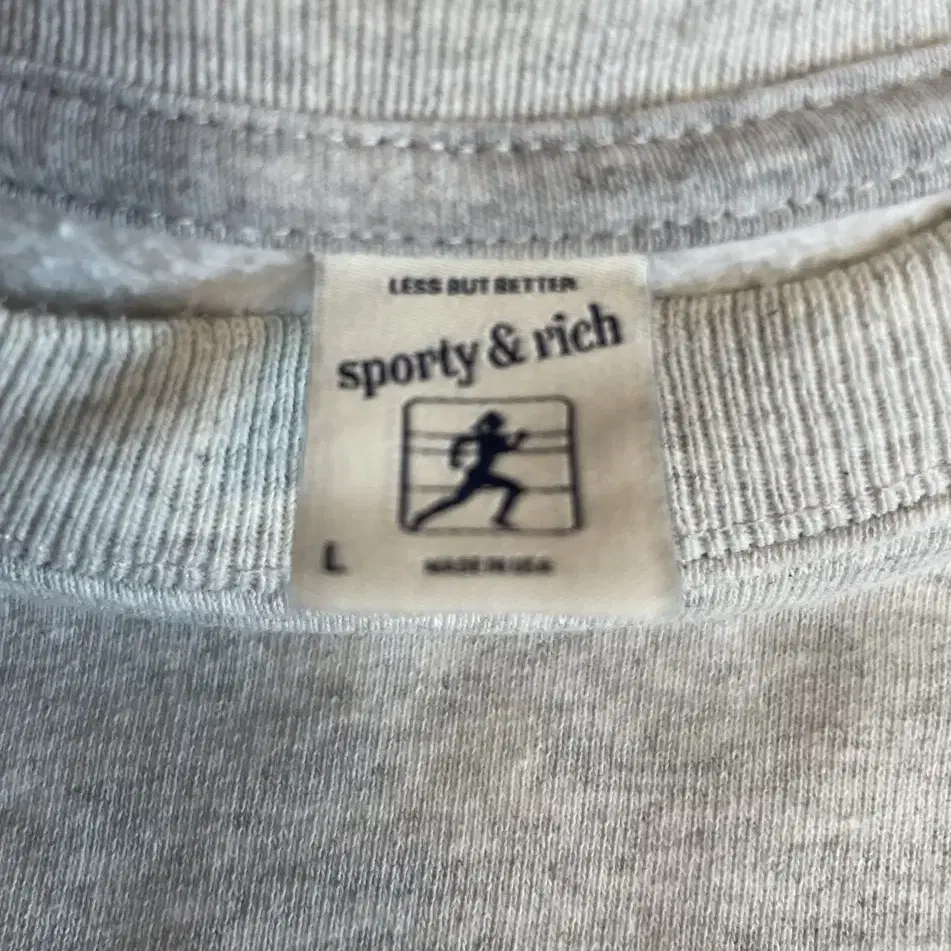 LESS BUT BETTER
sporty & rich
L
MADE IN USA